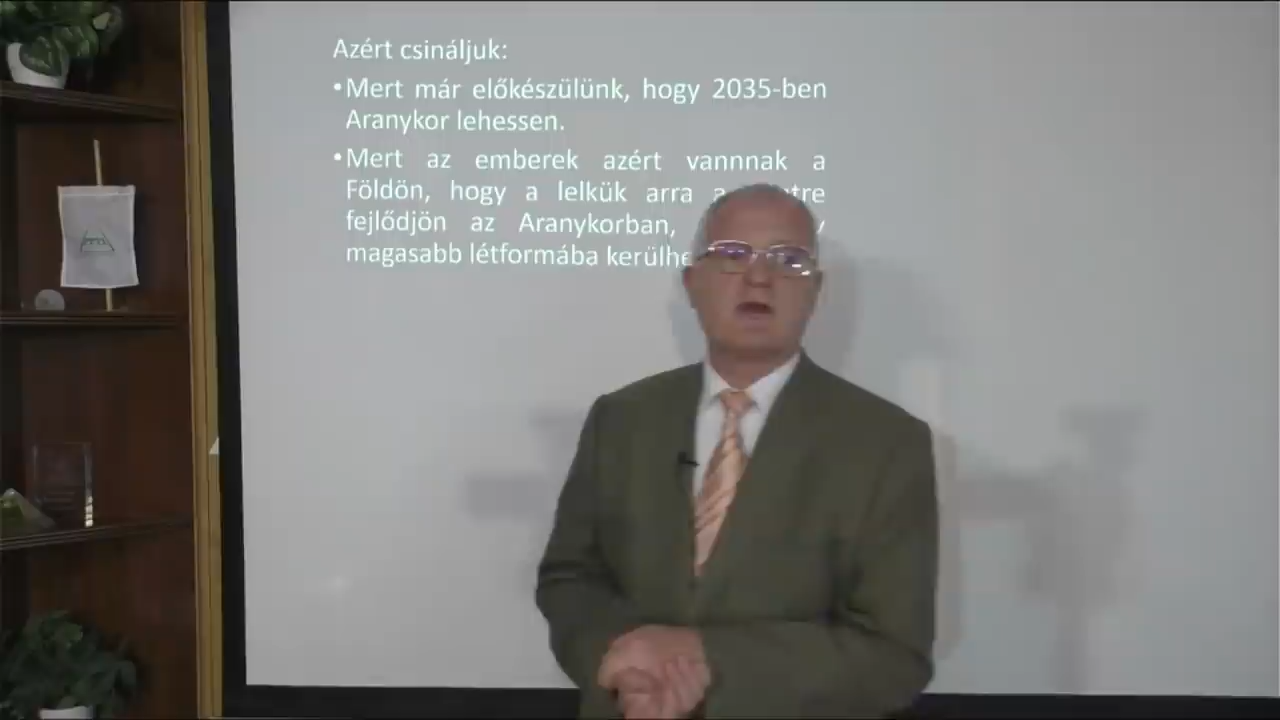 Azért csináljuk:
•Mert már előkészülünk, hogy 2035-ben
Aranykor lehessen.
•Mert az emberek azért vannnak a
Földön, hogy a lelkük arra a
fejlődjön az Aranykorban,
magasabb létformába